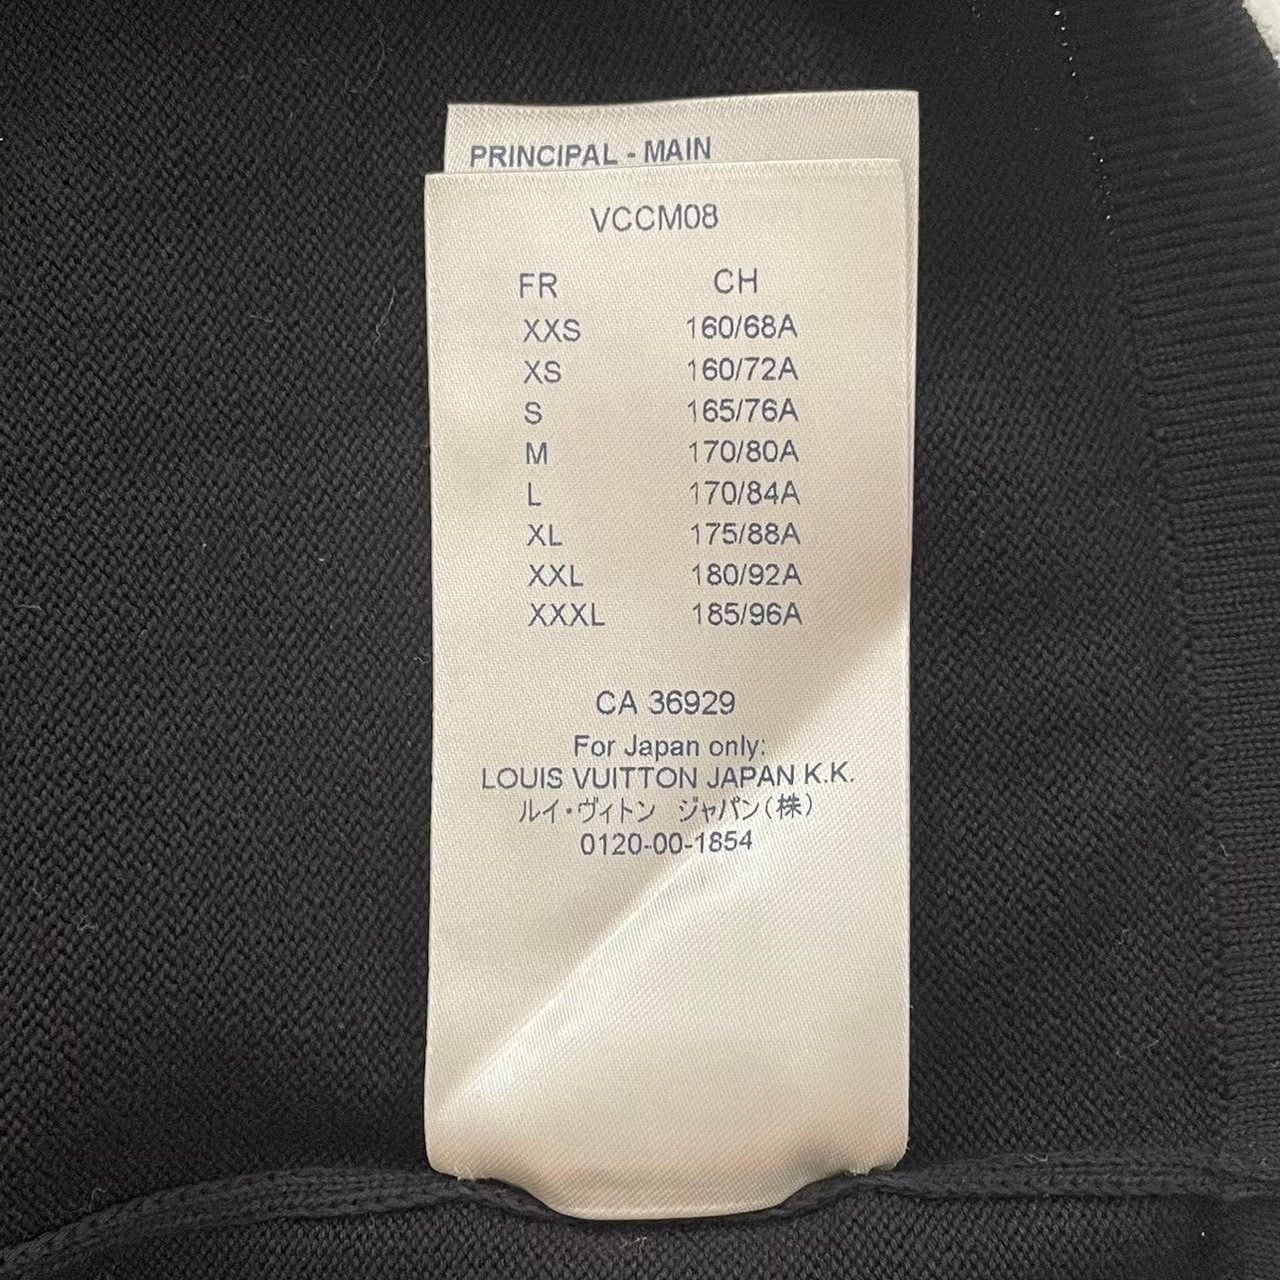 PRINCIPAL - MAIN
VCCM08
FR CH
XXS 160/68A
XS 160/72A
S 165/76A
M 170/80A
L 170/84A
XL 175/88A
XXL 180/92A
XXXL 185/96A
CA 36929
For Japan only:
LOUIS VUITTON JAPAN K.K.
ルイ・ヴィトン ジャパン(株)
0120-00-1854